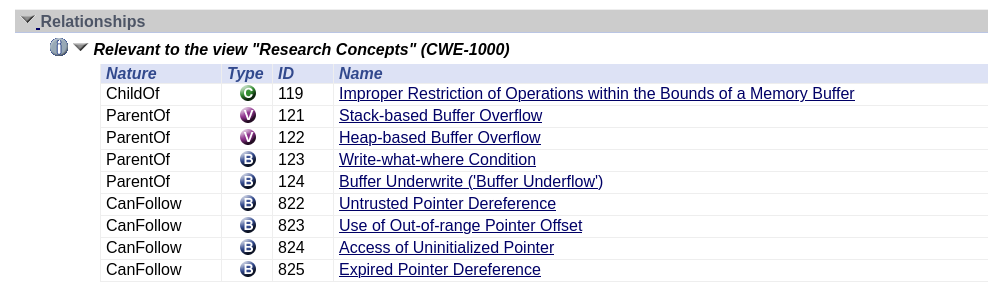 Relationships
Relevant to the view "Research Concepts" (CWE-1000)
Nature Type ID Name
ChildOf C 119 Improper Restriction of Operations within the Bounds of a Memory Buffer
ParentOf V 121 Stack-based Buffer Overflow
ParentOf V 122 Heap-based Buffer Overflow
ParentOf B 123 Write-what-where Condition
ParentOf B 124 Buffer Underwrite ('Buffer Underflow')
CanFollow B 822 Untrusted Pointer Dereference
CanFollow B 823 Use of Out-of-range Pointer Offset
CanFollow B 824 Access of Uninitialized Pointer
CanFollow B 825 Expired Pointer Dereference